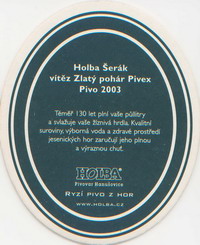 Holba Šerák
vítěz Zlatý pohár Pivex
Pivo 2003
Téměř 130 let plní vaše půllitry
a svlažuje vaše žíznivá hrdla. Kvalitní
suroviny, výborná voda a zdravé prostředí
jesenických hor zaručují jeho plnou
a výraznou chuť.
HOLBA
Pivovar Hanušovice
RYZÍ PIVO Z HOR
WWW.HOLBA.CZ